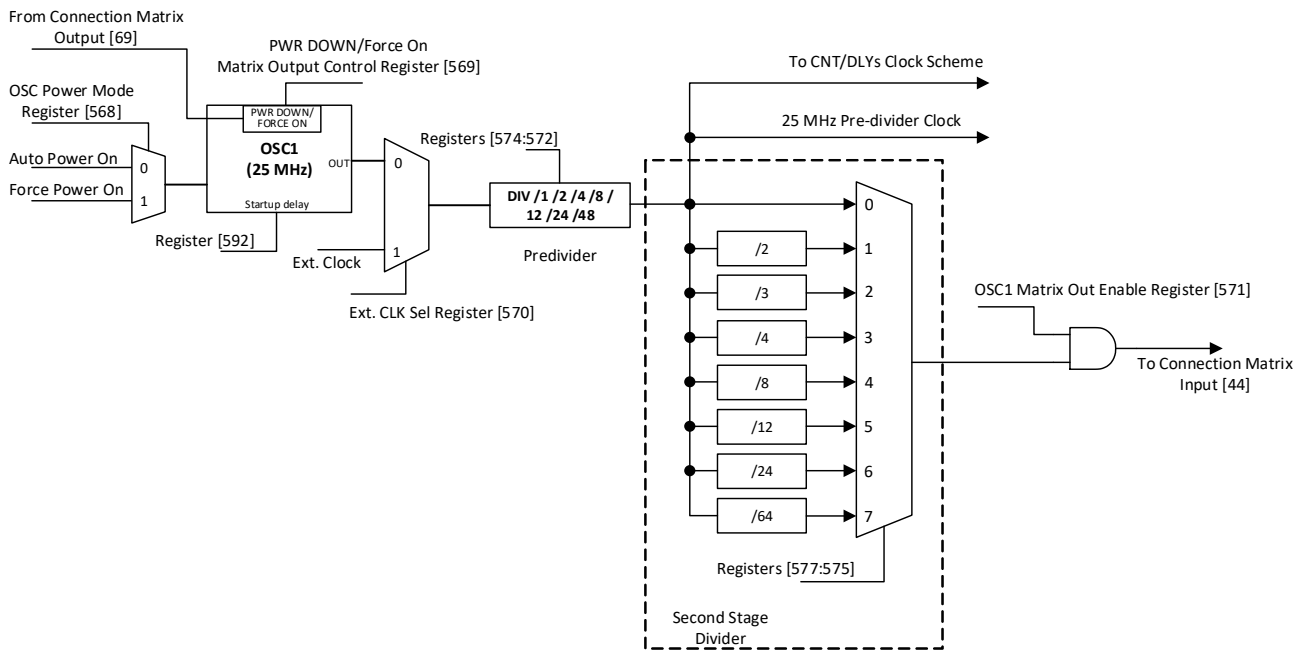 From Connection Matrix
Output [69]
PWR DOWN/Force On
Matrix Output Control Register [569]
OSC Power Mode
Register [568]
Auto Power On
Force Power On
0
1
PWR DOWN/
FORCE ON
OSC1
(25 MHz)
OUT
Startup delay
Register [592]
0
1
Ext. Clock
Ext. CLK Sel Register [570]
Registers [574:572]
DIV /1 /2 /4 /8 /
12 /24 /48
Predivider
To CNT/DLYs Clock Scheme
25 MHz Pre-divider Clock
0
/2
1
/3
2
/4
3
/8
4
/12
5
/24
6
/64
7
Registers [577:575]
Second Stage
Divider
OSC1 Matrix Out Enable Register [571]
To Connection Matrix
Input [44]